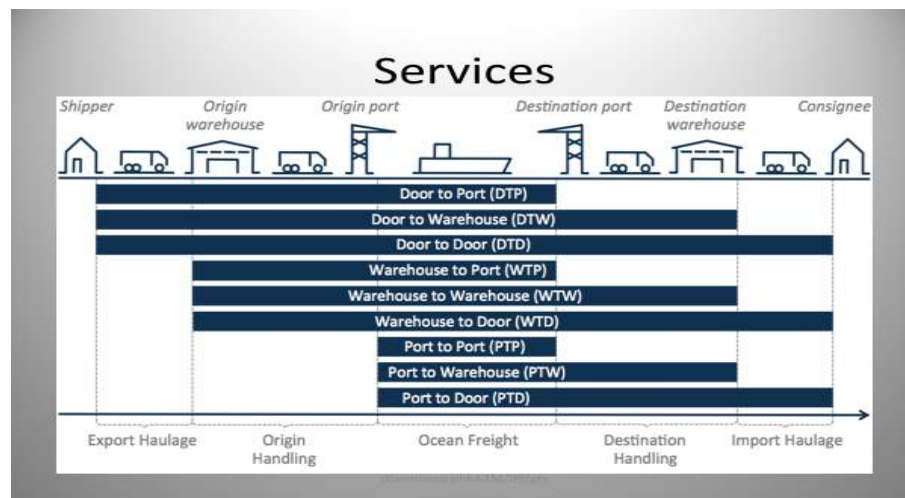 Services
Shipper
Origin
warehouse
Origin port
Destination port
Destination
warehouse
Consignee
Door to Port (DTP)
Door to Warehouse (DTW)
Door to Door (DTD)
Warehouse to Port (WTP)
Warehouse to Warehouse (WTW)
Warehouse to Door (WTD)
Port to Port (PTP)
Port to Warehouse (PTW)
Port to Door (PTD)
Export Haulage
Origin
Handling
Ocean Freight
Destination
Handling
Import Haulage